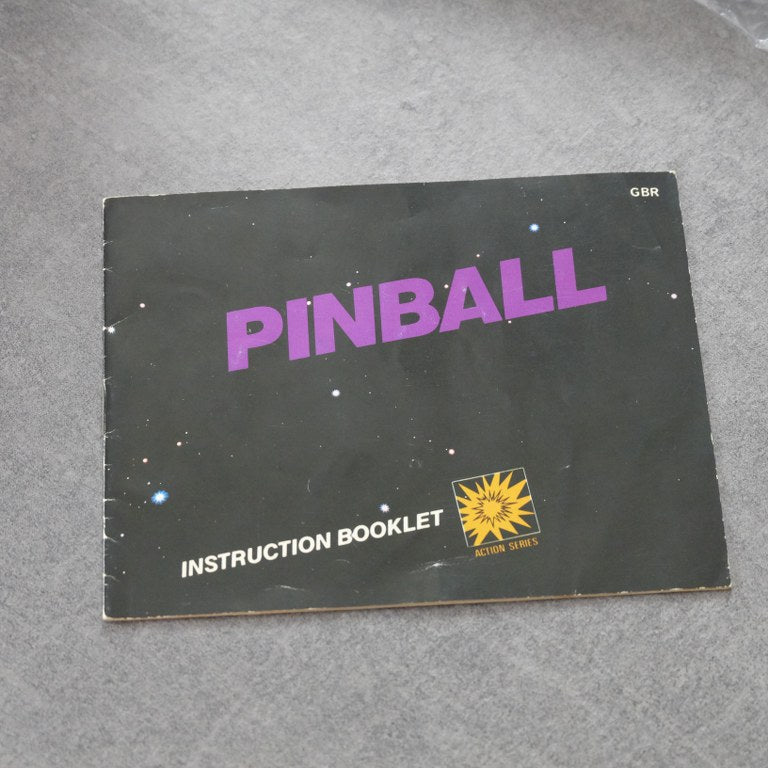 GBR
PINBALL
INSTRUCTION BOOKLET
ACTION SERIES